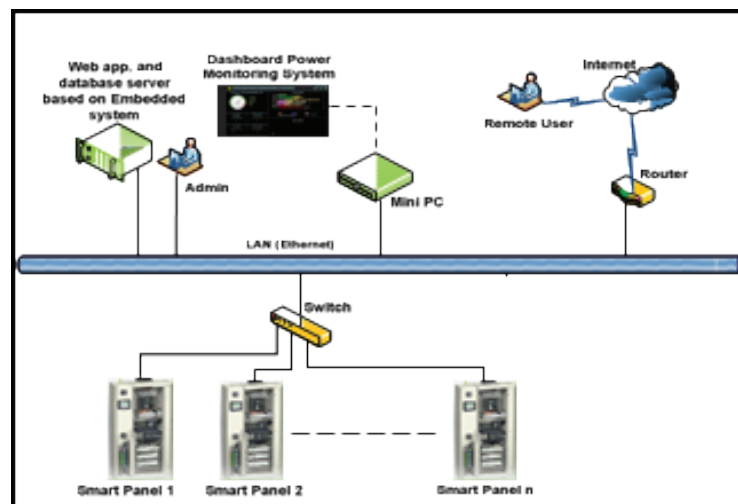 Web app. and
database server
based on Embedded
system
Admin
Dashboard Power
Monitoring System
Mini PC
Remote User
Internet
Router
LAN (Ethernet)
Switch
Smart Panel 1
Smart Panel 2
Smart Panel n